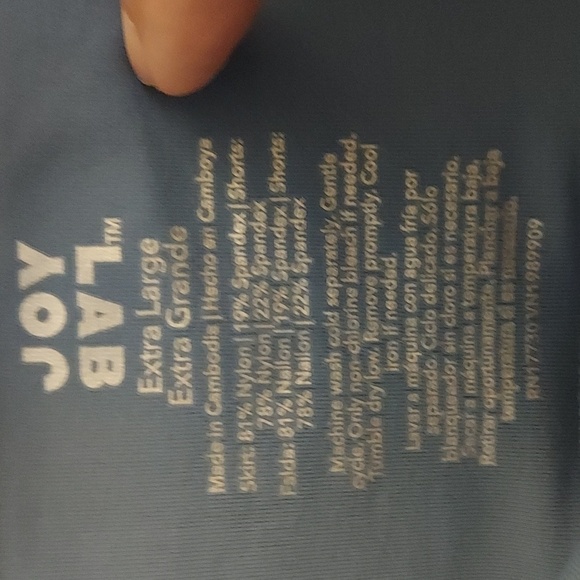 JOY
LAB™
Extra Large
Extra Grande
Made in Cambodia | Hecho en Camboya
Skirt: 81% Nylon | 19% Spandex | Shorts:
78% Nylon | 22% Spandex
Falda: 81% Nailon | 19% Spandex | Shorts:
78% Nailon | 22% Spandex
Machine wash cold separately. Gentle
cycle. Only non-chlorine bleach if needed.
Tumble dry low. Remove promptly. Cool
iron if needed.
Lavar a máquina con agua fría por
separado. Ciclo delicado. Solo
blanqueador sin cloro si es necesario.
Secar a máquina a temperatura baja.
Retirar oportunamente. Planchar a baja
temperatura si es necesario.
RN17730 VN1989909